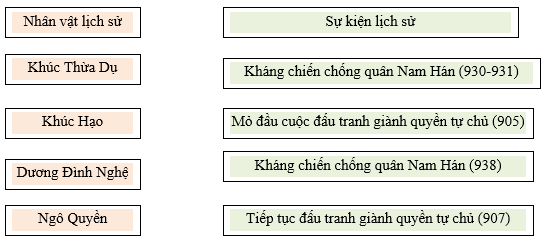 Nhân vật lịch sử
Sự kiện lịch sử
Khúc Thừa Dụ
Kháng chiến chống quân Nam Hán (930-931)
Khúc Hạo
Mỏ đầu cuộc đấu tranh giành quyền tự chủ (905)
Dương Đình Nghệ
Kháng chiến chống quân Nam Hán (938)
Ngô Quyền
Tiếp tục đấu tranh giành quyền tự chủ (907)